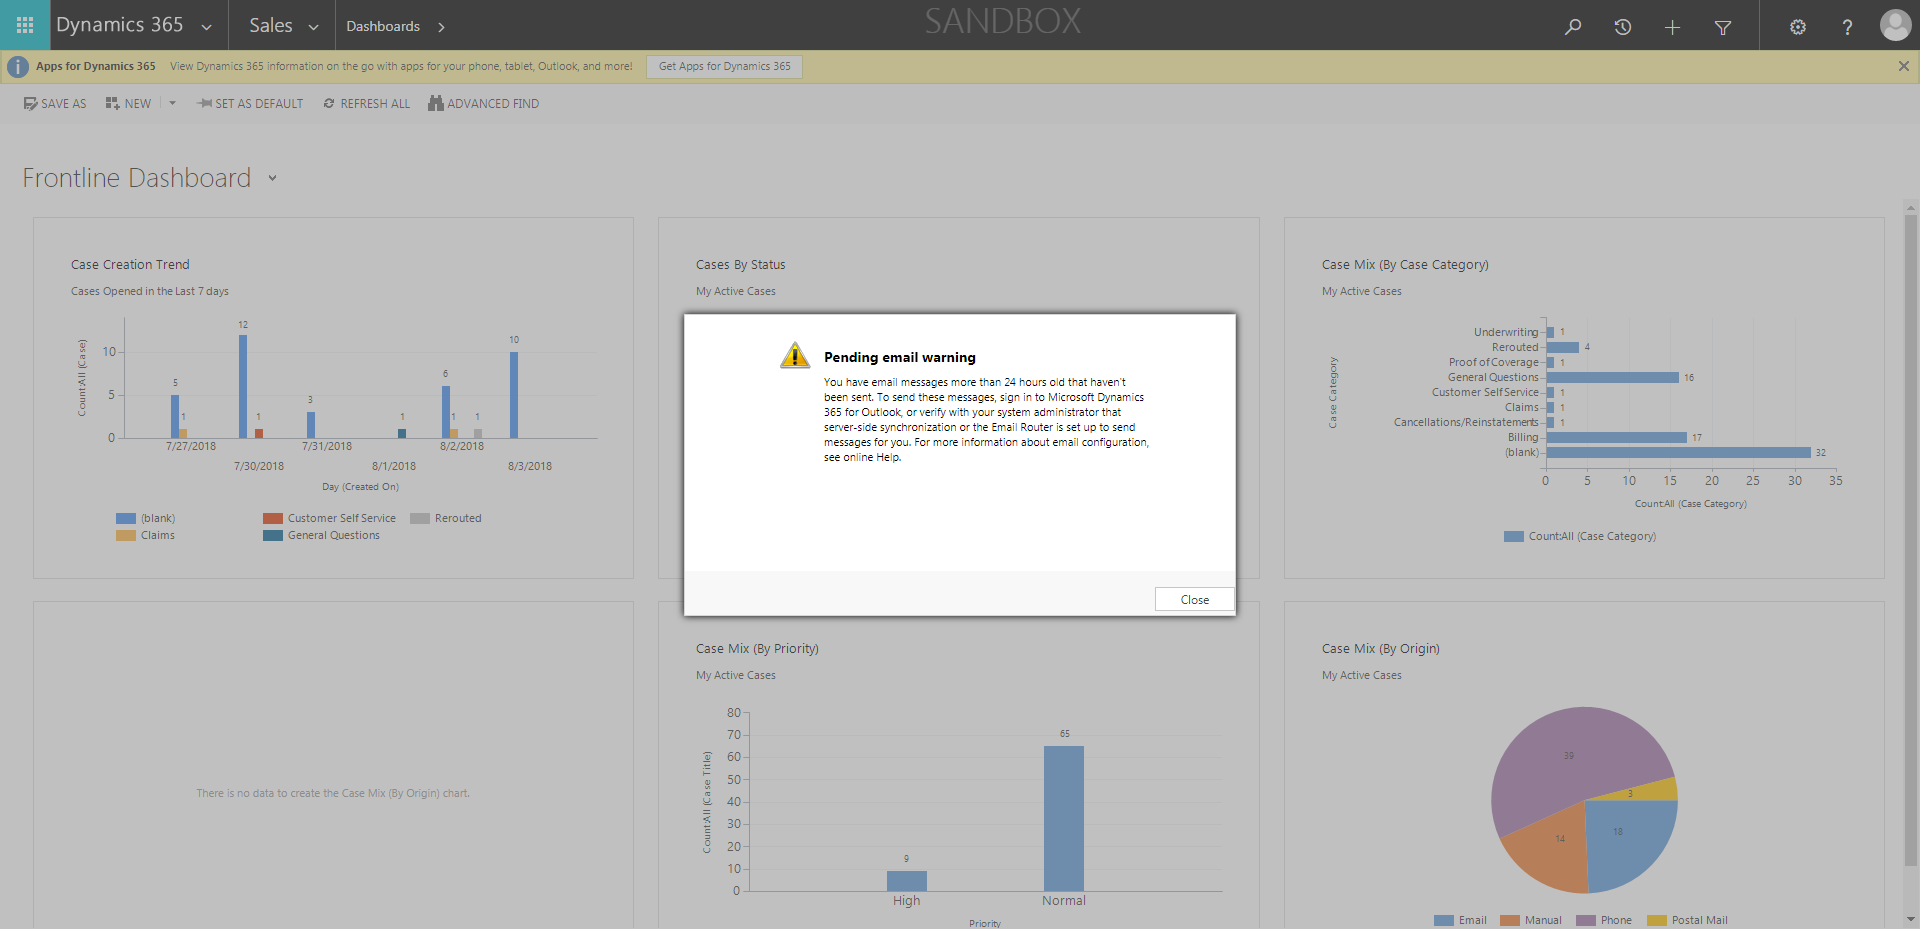 Dynamics 365
Sales
Dashboards
SANDBOX
Apps for Dynamics 365 View Dynamics 365 information on the go with apps for your phone, tablet, Outlook, and more! Get Apps for Dynamics 365
SAVE AS NEW SET AS DEFAULT REFRESH ALL ADVANCED FIND
Frontline Dashboard
Case Creation Trend
Cases Opened in the Last 7 days
Count:All (Case)
10
5
0
5
1
12
1
3
1
6
1
1
10
7/27/2018
7/30/2018
7/31/2018
8/1/2018
8/2/2018
8/3/2018
Day (Created On)
(blank) Customer Self Service Rerouted
Claims General Questions
Cases By Status
My Active Cases
Pending email warning
You have email messages more than 24 hours old that haven't
been sent. To send these messages, sign in to Microsoft Dynamics
365 for Outlook, or verify with your system administrator that
server-side synchronization or the Email Router is set up to send
messages for you. For more information about email configuration,
see online Help.
Close
Case Mix (By Case Category)
My Active Cases
Case Category
Underwriting 1
Rerouted 4
Proof of Coverage 1
General Questions 16
Customer Self Service 1
Claims 1
Cancellations/Reinstatements 1
Billing 17
(blank) 32
0 5 10 15 20 25 30 35
Count:All (Case Category)
Count:All (Case Category)
There is no data to create the Case Mix (By Origin) chart.
Case Mix (By Priority)
My Active Cases
Count:All (Case Title)
80
70
60
50
40
30
20
10
0
9
65
High Normal
Priority
Case Mix (By Origin)
My Active Cases
39
3
18
14
Email Manual Phone Postal Mail